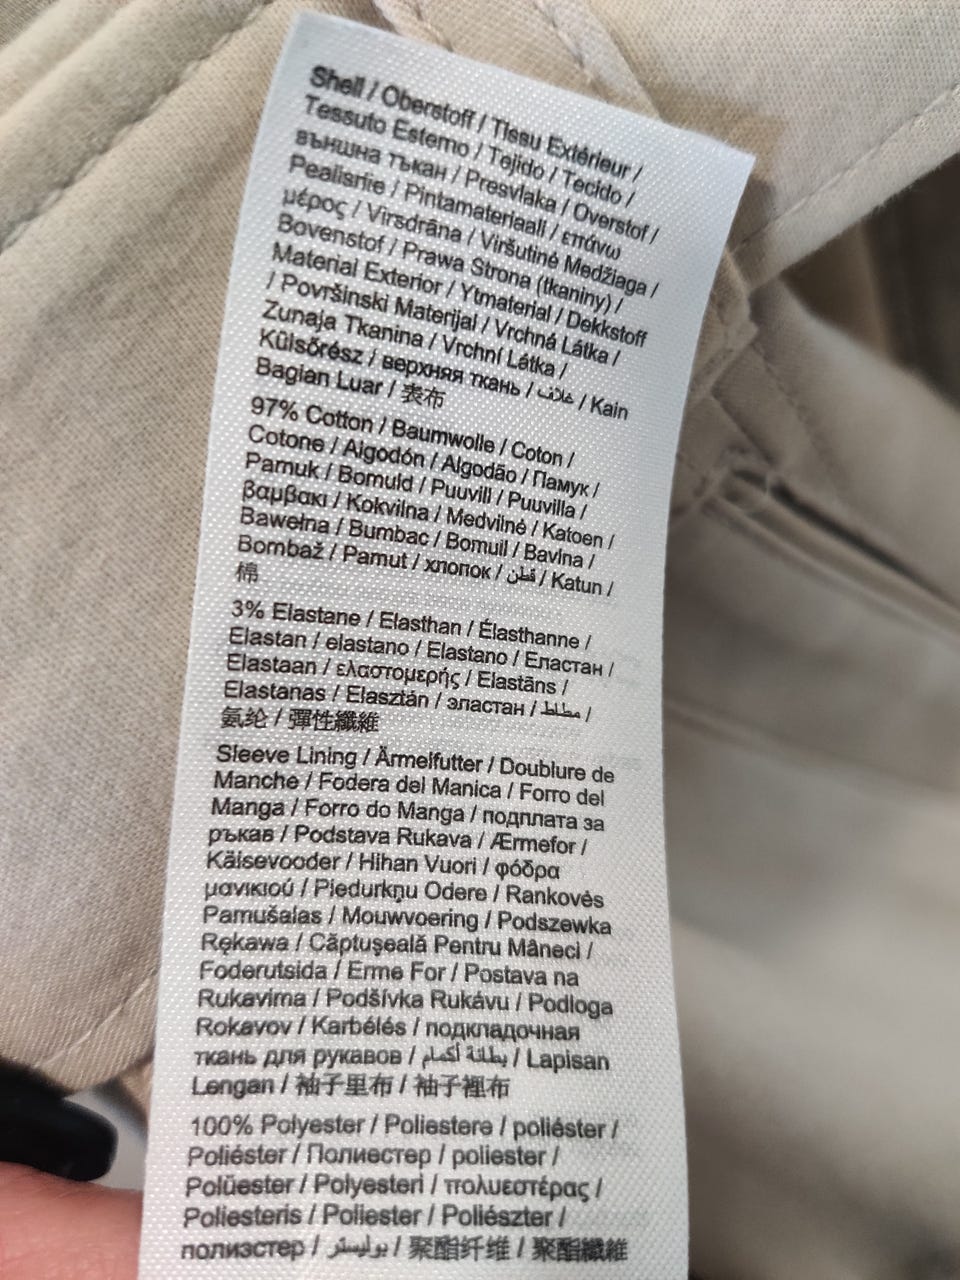 Shell / Oberstoff / Tissu Extérieur /
Tessuto Esterno / Tejido / Tecido /
външна тъкан / Presvlaka / Overstof /
Pealisriie / Pintamateriaali / επάνω
μέρος / Virsdrāna / Viršutinė Medžiaga /
Bovenstof / Prawa Strona (tkaniny) /
Material Exterior / Ytmaterial / Dekkstoff
/ Površinski Materijal / Vrchná Látka /
Zunaja Tkanina / Vrchní Látka /
Külsőrész / верхняя ткань / غلاف / Kain
Bagian Luar / 表布
97% Cotton / Baumwolle / Coton /
Cotone / Algodón / Algodão / Памук /
Pamuk / Bomuld / Puuvill / Puuvilla /
βαμβακι / Kokvilna / Medvilnė / Katoen /
Bawełna / Bumbac / Bomull / Bavlna /
Bombaž / Pamut / хлопок / قطن / Katun /
棉
3% Elastane / Elasthan / Élasthanne /
Elastan / elastano / Elastano / Еластан /
Elastaan / ελαστομερής / Elastāns /
Elastanas / Elasztán / эластан / مطاط /
氨纶 / 彈性纖維
Sleeve Lining / Ärmelfutter / Doublure de
Manche / Fodera del Manica / Forro del
Manga / Forro do Manga / подплата за
ръкав / Podstava Rukava / Ærmefor /
Käisevooder / Hihan Vuori / φόδρα
μανικιού / Piedurkņu Odere / Rankovės
Pamušalas / Mouwvoering / Podszewka
Rękawa / Căptuşeală Pentru Mâneci /
Foderutsida / Erme For / Postava na
Rukavima / Podšívka Rukávu / Podloga
Rokavov / Karbélés / подкладочная
ткань для рукавов / بطانة أكمام / Lapisan
Lengan / 袖子里布 / 袖子裡布
100% Polyester / Poliestere / poliéster /
Poliéster / Полиестер / poliester /
Polüester / Polyesteri / πολυεστέρας /
Poliesteris / Poliester / Poliészter /
полиэстер / بوليستر / 聚酯纤维 / 聚酯纖維